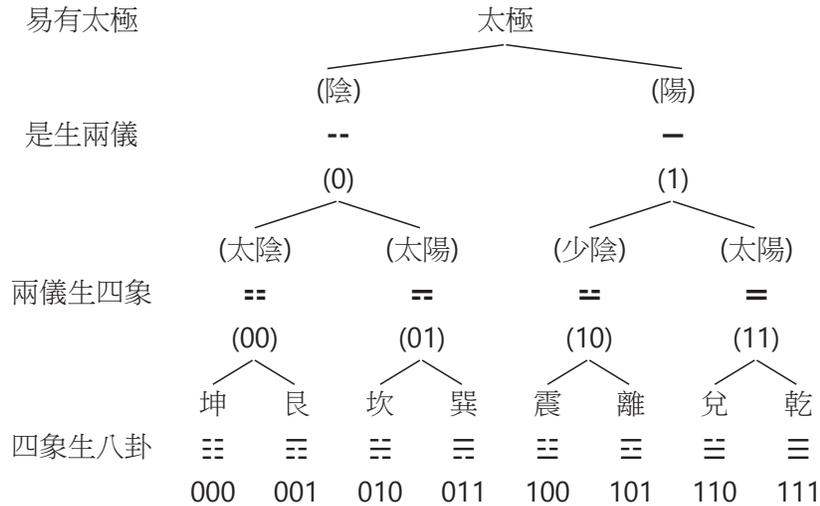 易有太極 太極
(陰) (陽)
是生兩儀 ⚋ ⚊
(0) (1)
(太陰) (太陽) (少陰) (太陽)
兩儀生四象 ⚏ ⚎ ⚍ ⚌
(00) (01) (10) (11)
坤 艮 坎 巽 震 離 兌 乾
四象生八卦 ☷ ☶ ☵ ☴ ☳ ☲ ☱ ☰
000 001 010 011 100 101 110 111